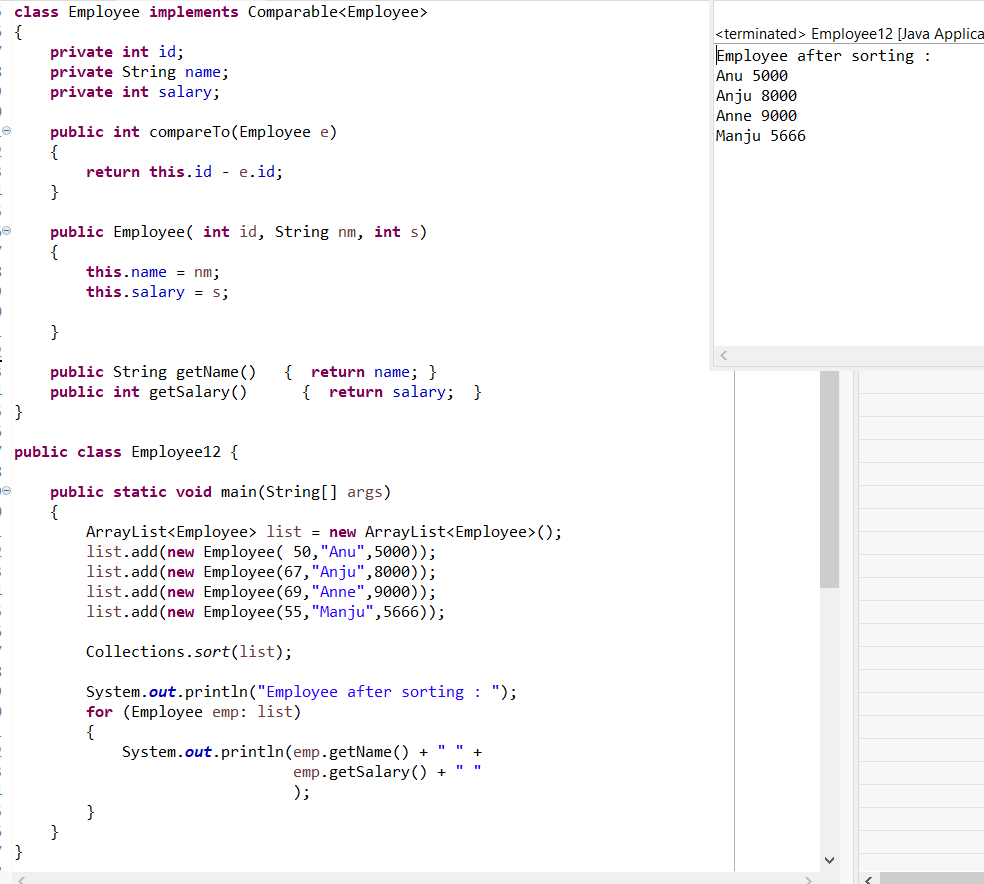 class Employee implements Comparable<Employee>
{
    private int id;
    private String name;
    private int salary;

    public int compareTo(Employee e)
    {
        return this.id - e.id;
    }

    public Employee( int id, String nm, int s)
    {
        this.name = nm;
        this.salary = s;

    }

    public String getName()   {  return name; }
    public int getSalary()      {  return salary;  }
}

public class Employee12 {

    public static void main(String[] args)
    {
        ArrayList<Employee> list = new ArrayList<Employee>();
        list.add(new Employee( 50,"Anu",5000));
        list.add(new Employee(67,"Anju",8000));
        list.add(new Employee(69,"Anne",9000));
        list.add(new Employee(55,"Manju",5666));

        Collections.sort(list);

        System.out.println("Employee after sorting : ");
        for (Employee emp: list)
        {
            System.out.println(emp.getName() + " " +
                               emp.getSalary() + " "
                               );
        }
    }
}
<terminated> Employee12 [Java Applica
Employee after sorting :
Anu 5000
Anju 8000
Anne 9000
Manju 5666